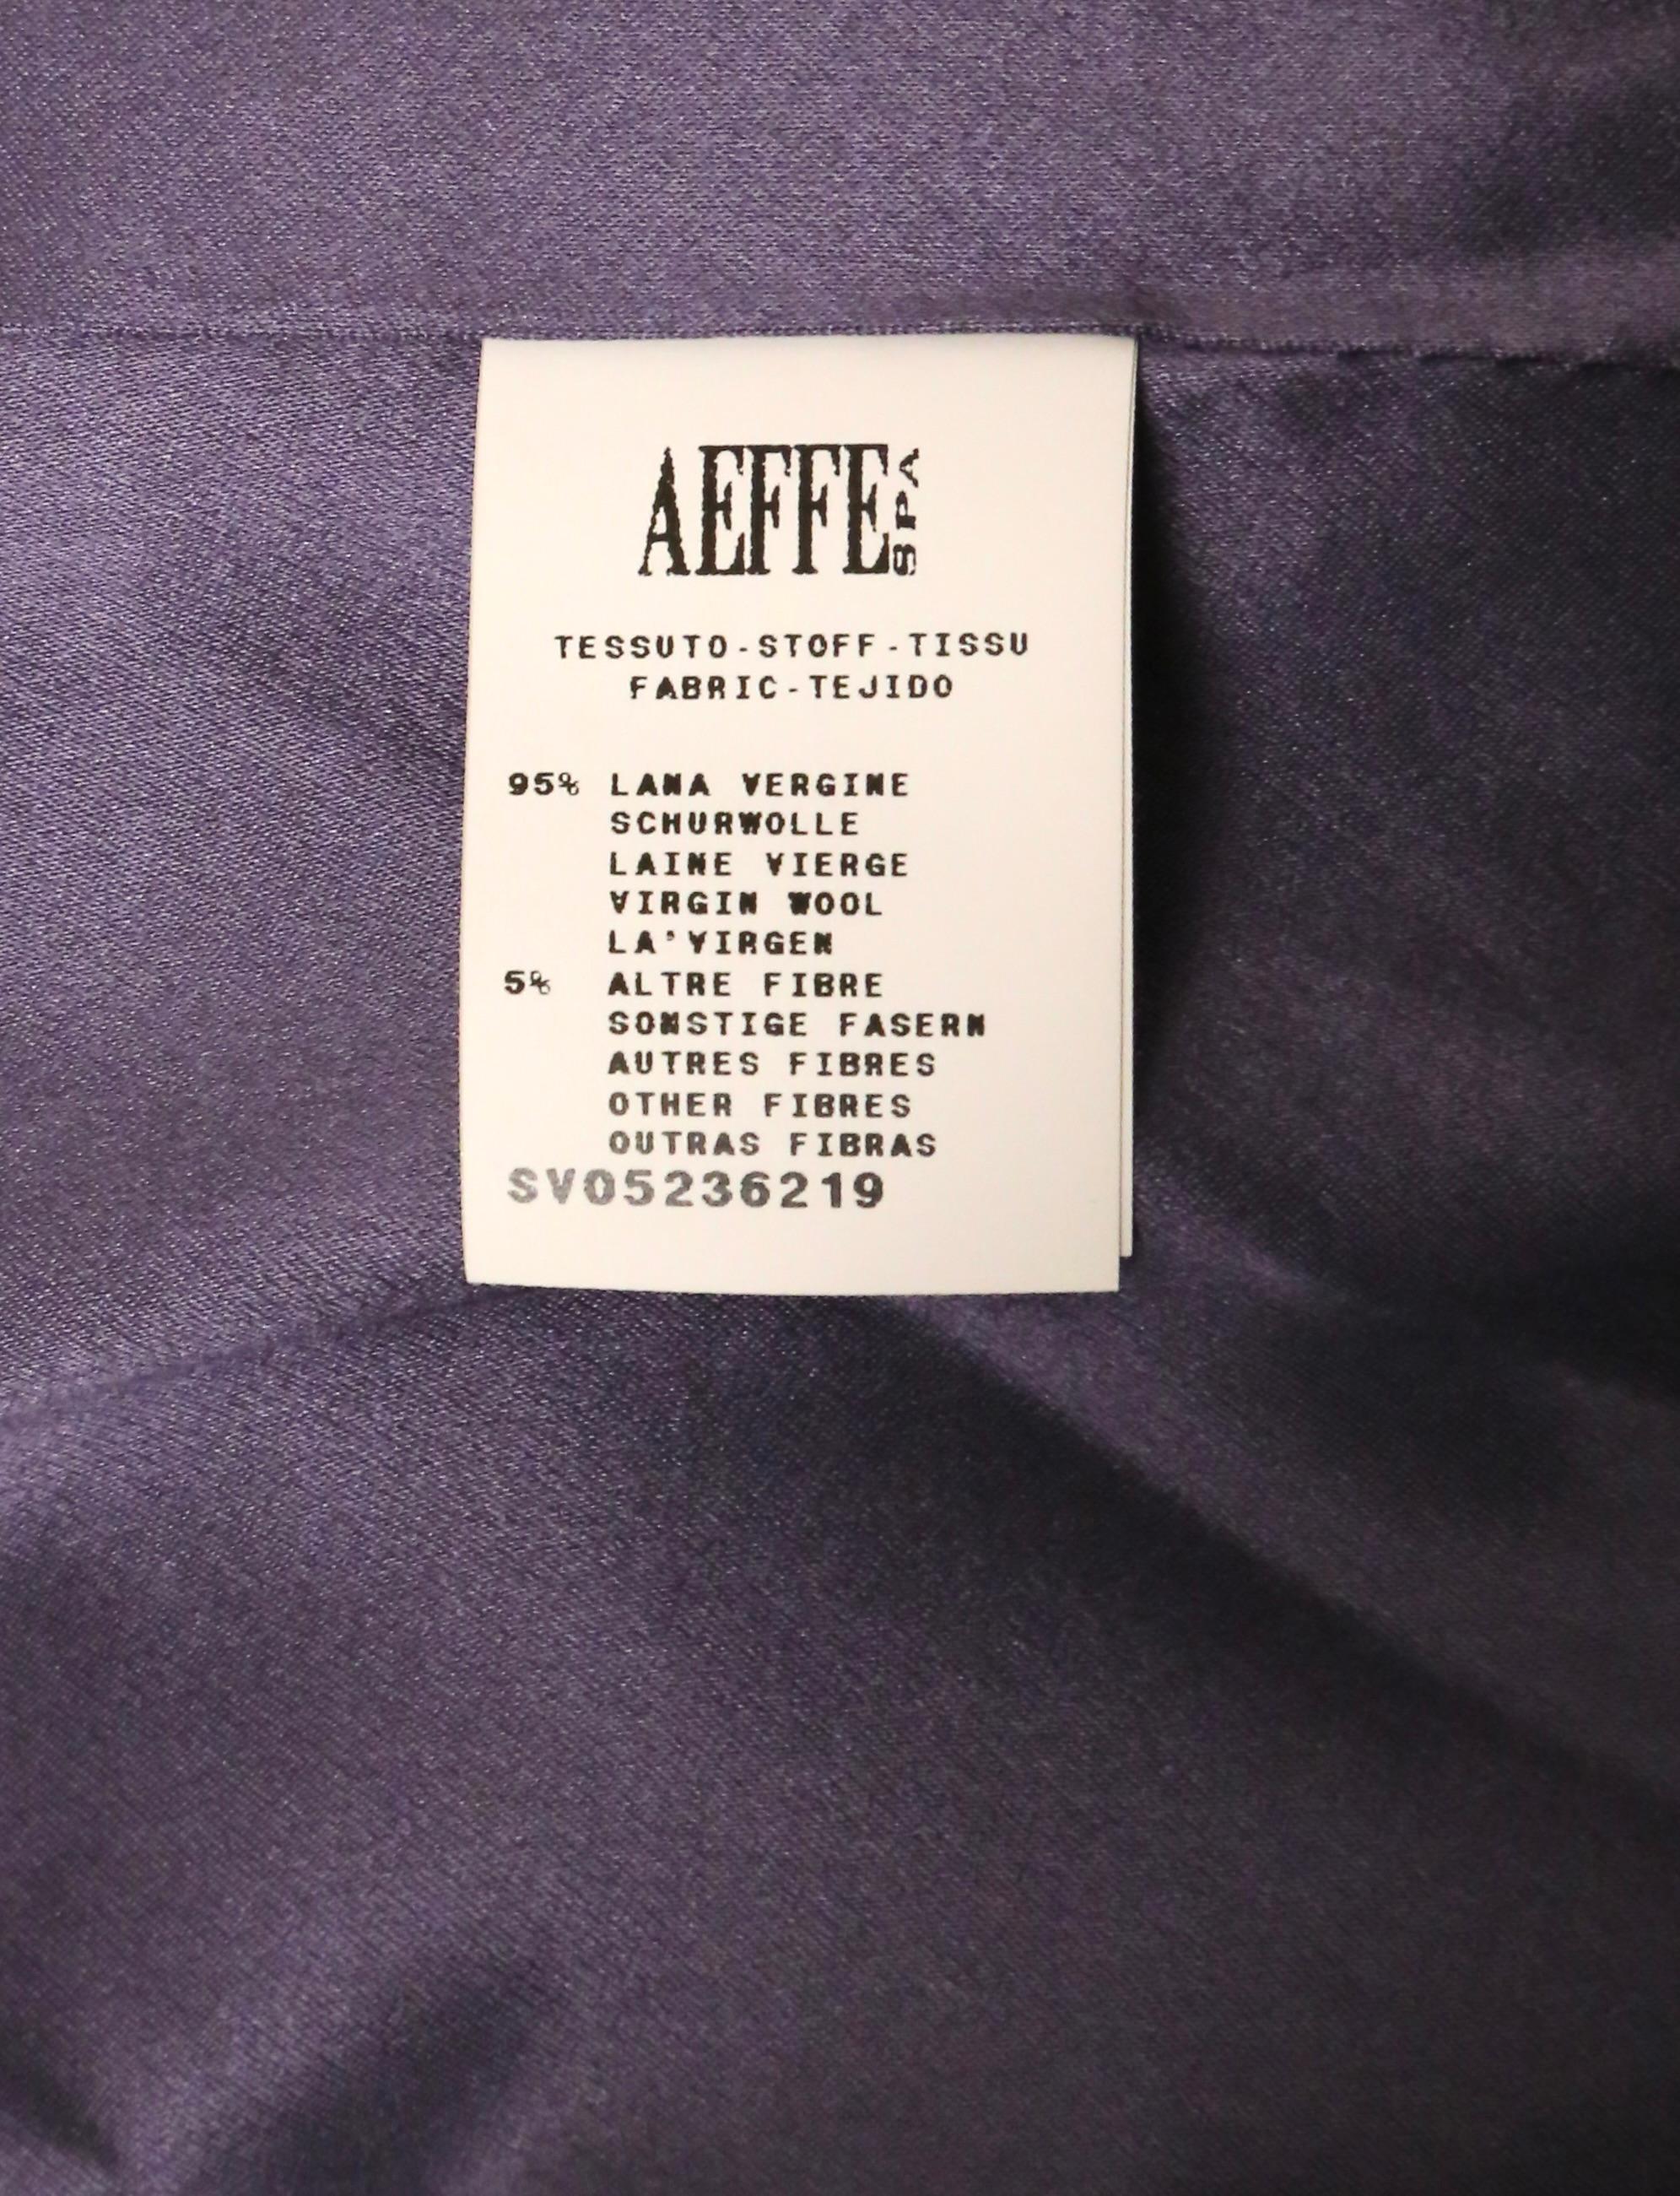 AEFFE SPA
TESSUTO-STOFF-TISSU
FABRIC-TEJIDO
95% LANA VERGINE
SCHURWOLLE
LAINE VIERGE
VIRGIN WOOL
LA'VIRGEN
5% ALTRE FIBRE
SONSTIGE FASERN
AUTRES FIBRES
OTHER FIBRES
OUTRAS FIBRAS
SV05236219